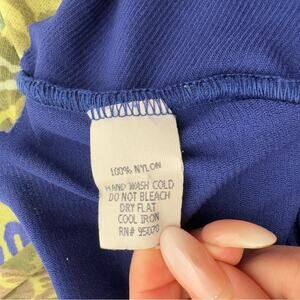 100% NYLON
HAND WASH COLD
DO NOT BLEACH
DRY FLAT
COOL IRON
RN# 95070